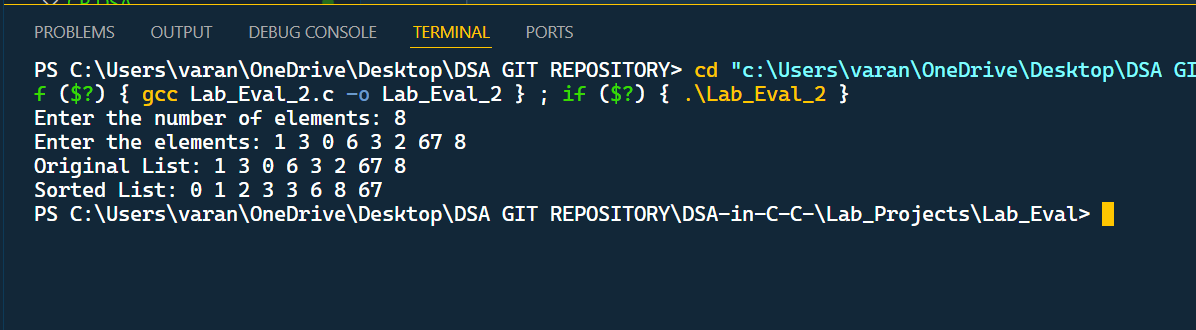 PROBLEMS OUTPUT DEBUG CONSOLE TERMINAL PORTS
PS C:\Users\varan\OneDrive\Desktop\DSA GIT REPOSITORY> cd "c:\Users\varan\OneDrive\Desktop\DSA GI
f ($?) { gcc Lab_Eval_2.c -o Lab_Eval_2 } ; if ($?) { .\Lab_Eval_2 }
Enter the number of elements: 8
Enter the elements: 1 3 0 6 3 2 67 8
Original List: 1 3 0 6 3 2 67 8
Sorted List: 0 1 2 3 3 6 8 67
PS C:\Users\varan\OneDrive\Desktop\DSA GIT REPOSITORY\DSA-in-C-C-\Lab_Projects\Lab_Eval>